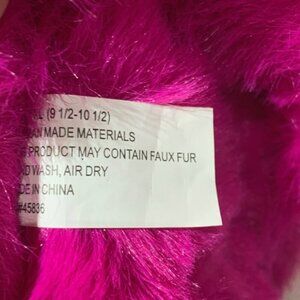 XL (9 1/2-10 1/2)
MAN MADE MATERIALS
PRODUCT MAY CONTAIN FAUX FUR
WASH, AIR DRY
IN CHINA
#45836